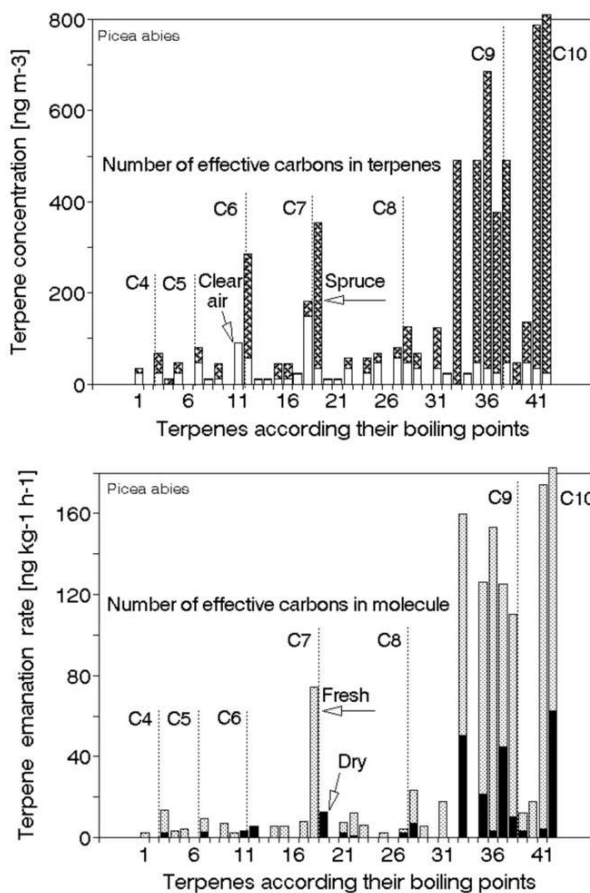 Picea abies
Terpene concentration [ng m-3]
800
600
400
200
0
Number of effective carbons in terpenes
C4
C5
C6
C7
C8
C9
C10
Clear
air
Spruce
1 6 11 16 21 26 31 36 41
Terpenes according their boiling points
Picea abies
Terpene emanation rate [ng kg-1 h-1]
160
120
80
40
0
Number of effective carbons in molecule
C4
C5
C6
C7
C8
C9
C10
Fresh
Dry
1 6 11 16 21 26 31 36 41
Terpenes according their boiling points